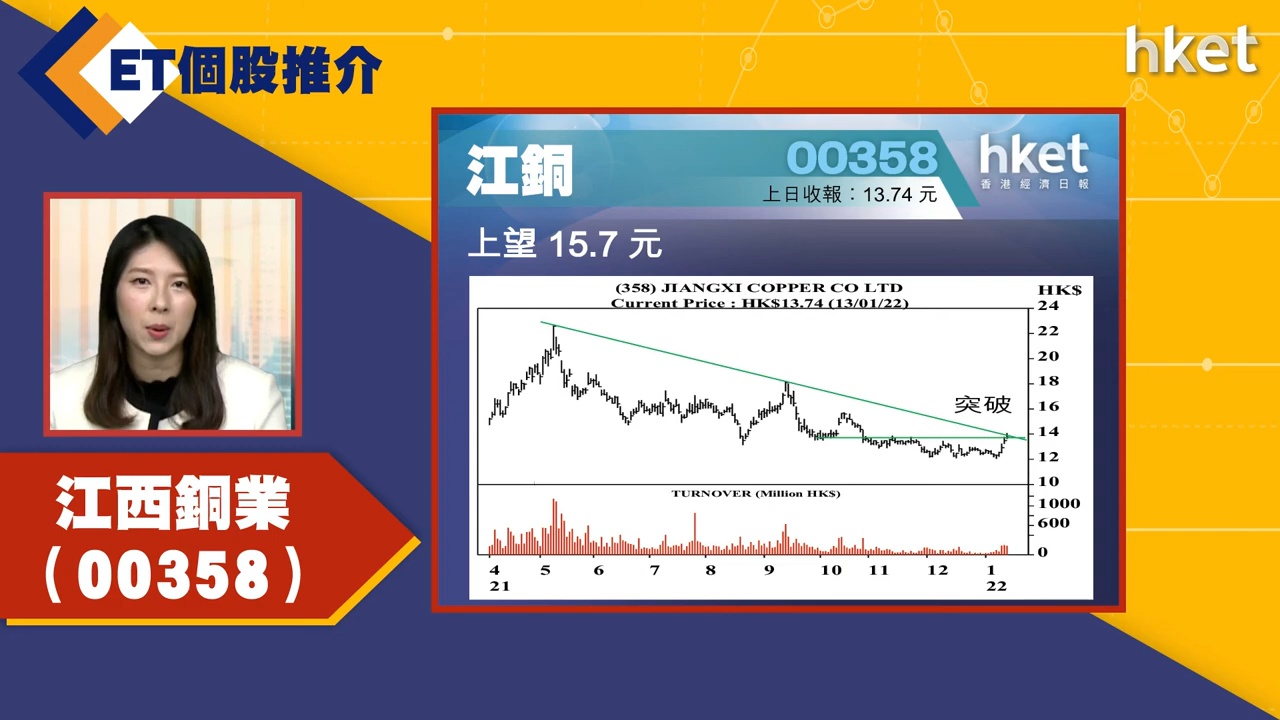 ET個股推介
hket
江銅
00358
hket
香港經濟日報
上日收報：13.74 元
上望 15.7 元
(358) JIANGXI COPPER CO LTD
Current Price : HK$13.74 (13/01/22)
HK$
24
22
20
18
16
14
12
10
突破
TURNOVER (Million HK$)
1000
600
0
4 5 6 7 8 9 10 11 12 1
21 22
江西銅業
（00358）